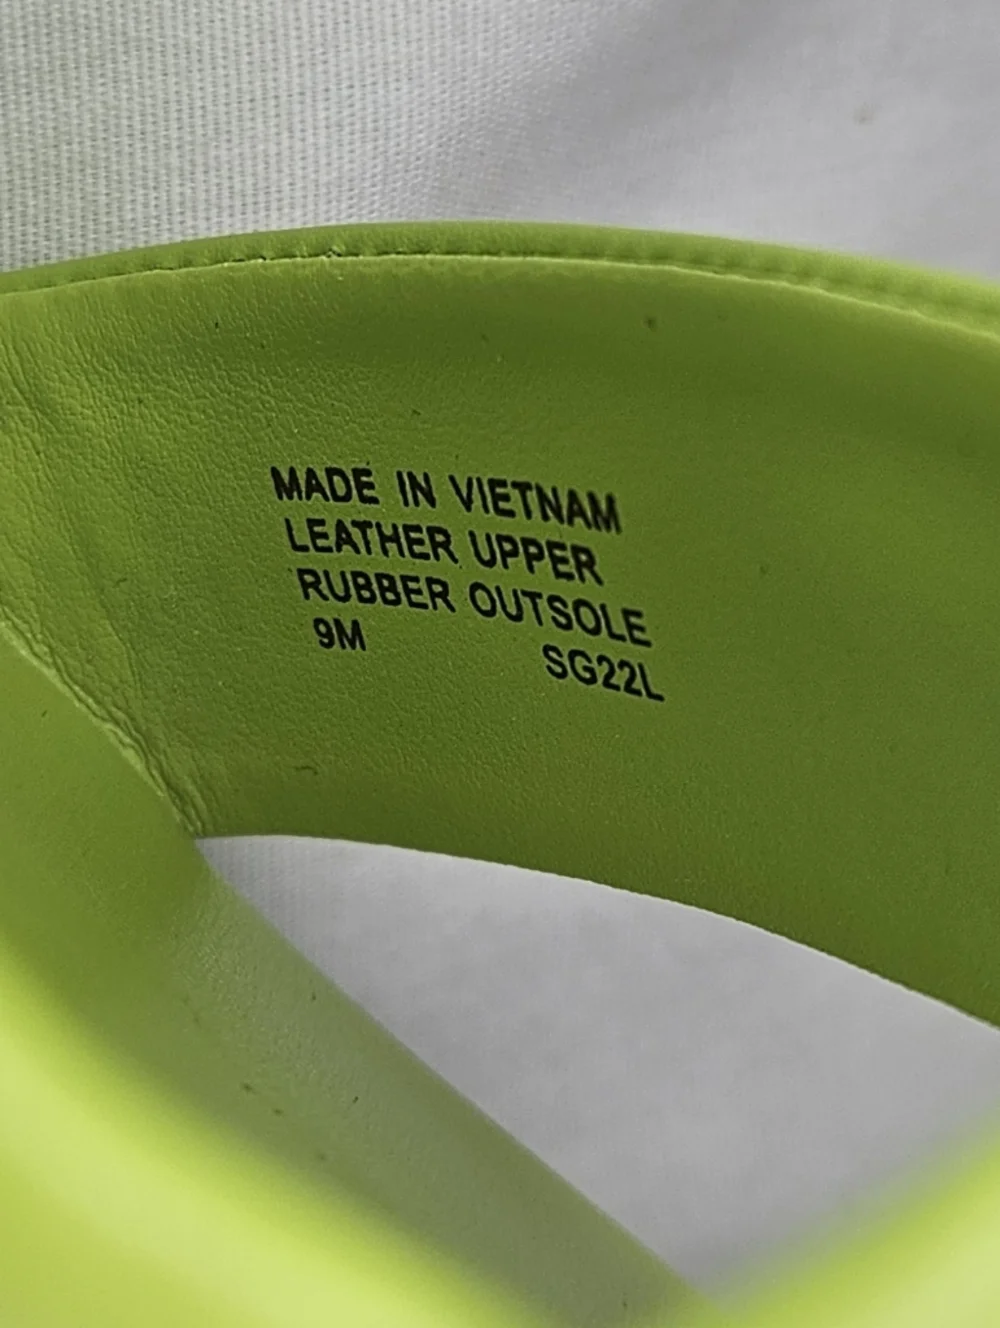 MADE IN VIETNAM
LEATHER UPPER
RUBBER OUTSOLE
9M SG22L